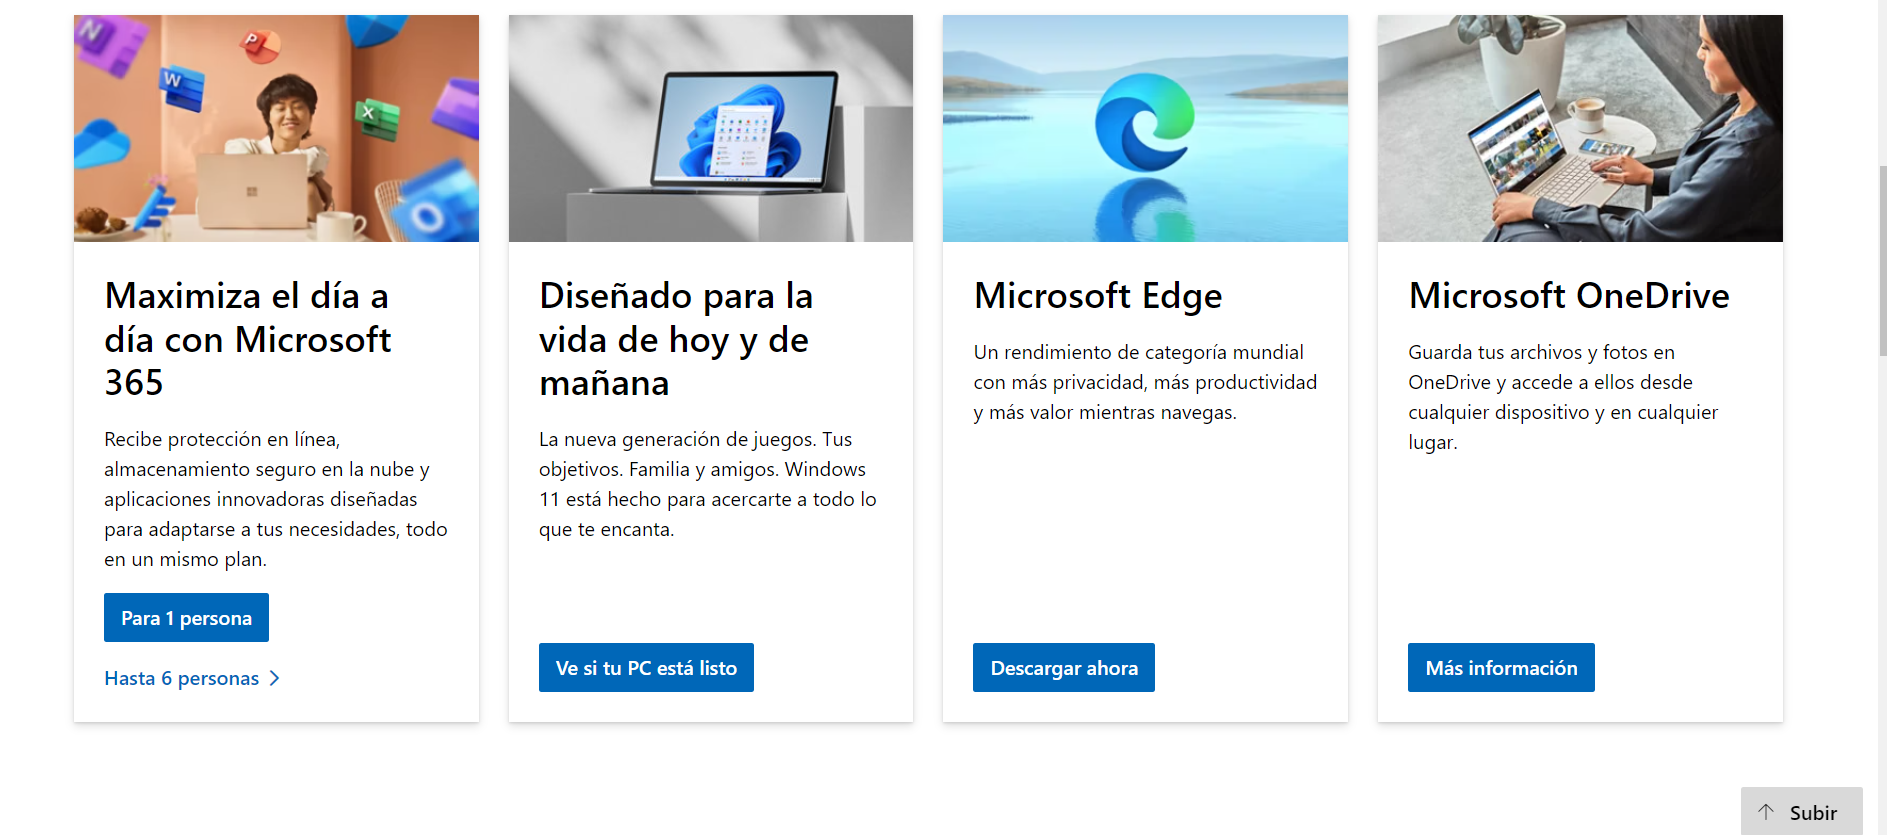 N
P
W
X
O
Maximiza el día a
día con Microsoft
365
Recibe protección en línea,
almacenamiento seguro en la nube y
aplicaciones innovadoras diseñadas
para adaptarse a tus necesidades, todo
en un mismo plan.
Para 1 persona
Hasta 6 personas
Diseñado para la
vida de hoy y de
mañana
La nueva generación de juegos. Tus
objetivos. Familia y amigos. Windows
11 está hecho para acercarte a todo lo
que te encanta.
Ve si tu PC está listo
Microsoft Edge
Un rendimiento de categoría mundial
con más privacidad, más productividad
y más valor mientras navegas.
Descargar ahora
Microsoft OneDrive
Guarda tus archivos y fotos en
OneDrive y accede a ellos desde
cualquier dispositivo y en cualquier
lugar.
Más información
Subir